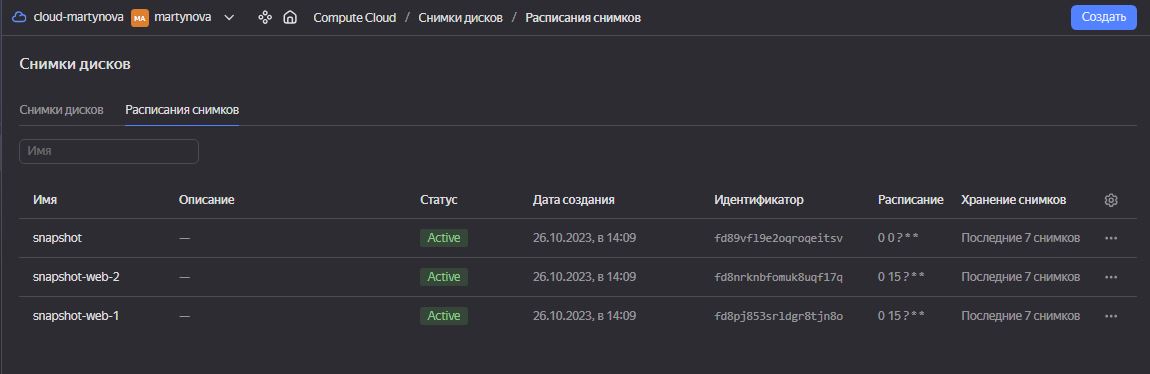 cloud-martynova MA martynova Compute Cloud / Снимки дисков / Расписания снимков Создать
Снимки дисков
Снимки дисков Расписания снимков
Имя
Имя Описание Статус Дата создания Идентификатор Расписание Хранение снимков
snapshot — Active 26.10.2023, в 14:09 fd89vfl9e2oqroqeitsv 0 0 ? * * Последние 7 снимков
snapshot-web-2 — Active 26.10.2023, в 14:09 fd8nrknbfomuk8uqf17q 0 15 ? * * Последние 7 снимков
snapshot-web-1 — Active 26.10.2023, в 14:09 fd8pj853srldgr8tjn8o 0 15 ? * * Последние 7 снимков